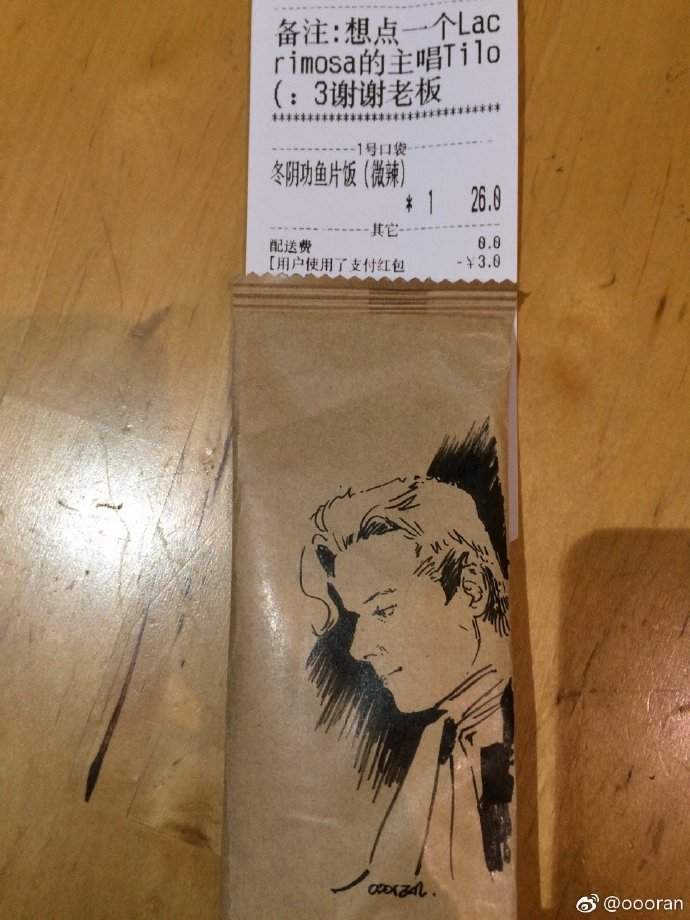 备注:想点一个Lac
rimosa的主唱Tilo
(: 3谢谢老板
********************************
1号口袋
冬阴功鱼片饭(微辣)
* 1 26.0
其它
配送费 0.0
[用户使用了支付红包 -￥3.0
@oooran